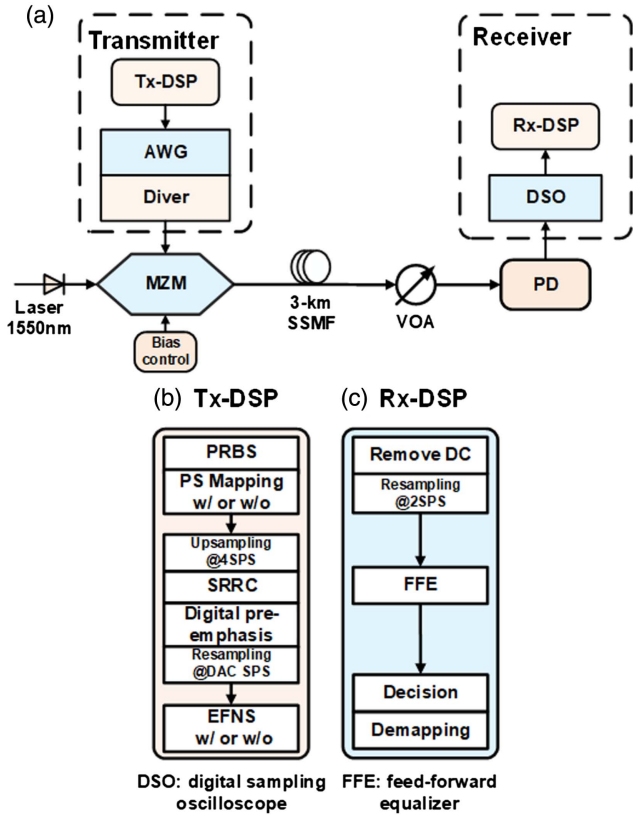 (a)
Transmitter
Tx-DSP
AWG
Diver
MZM
Laser
1550nm
Bias
control
3-km
SSMF
VOA
Receiver
Rx-DSP
DSO
PD
(b) Tx-DSP
PRBS
PS Mapping
w/ or w/o
Upsampling
@4SPS
SRRC
Digital pre-
emphasis
Resampling
@DAC SPS
EFNS
w/ or w/o
DSO: digital sampling
oscilloscope
(c) Rx-DSP
Remove DC
Resampling
@2SPS
FFE
Decision
Demapping
FFE: feed-forward
equalizer